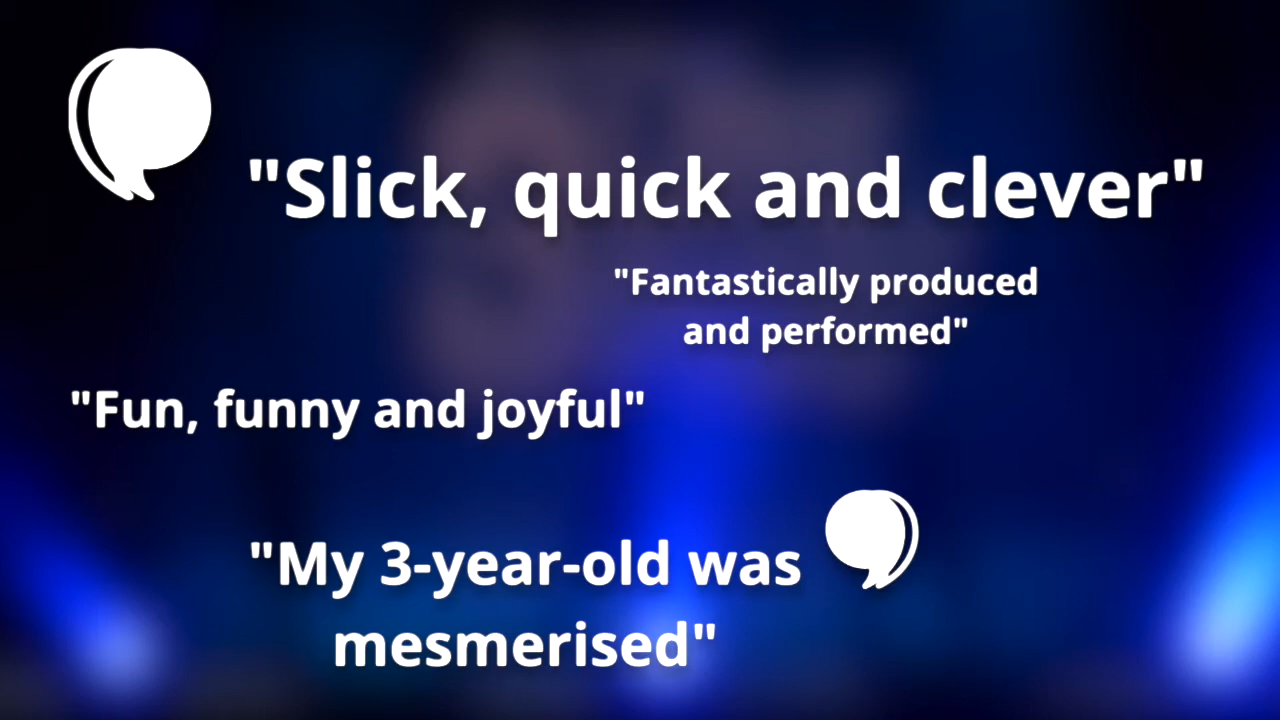 "Slick, quick and clever"
"Fantastically produced
and performed"
"Fun, funny and joyful"
"My 3-year-old was
mesmerised"